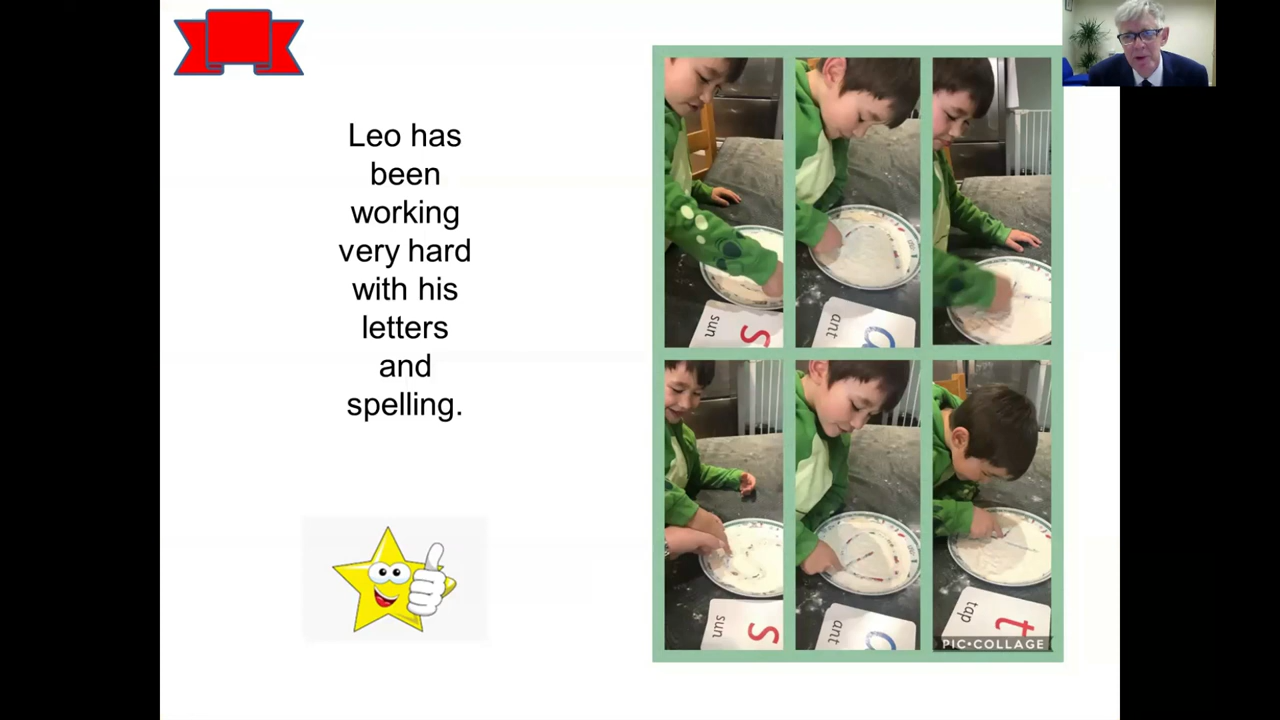 Leo has
been
working
very hard
with his
letters
and
spelling.
sun
s
ant
a
sun
s
ant
a
tap
t
PIC•COLLAGE